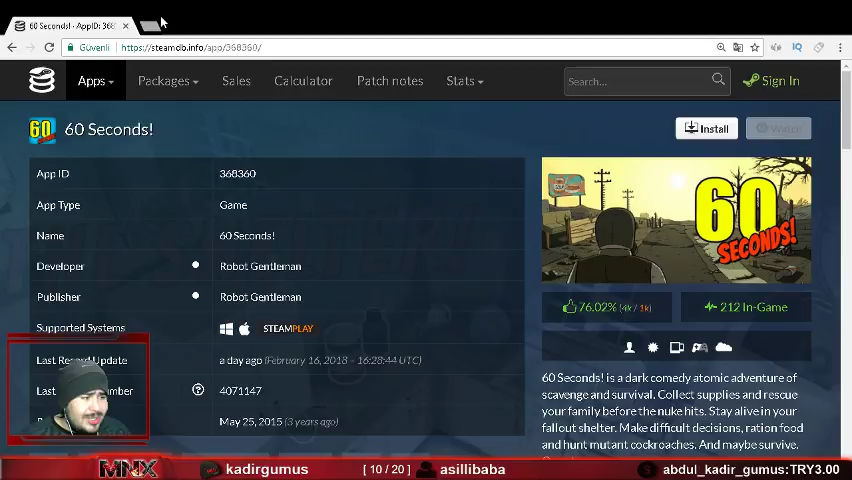 60 Seconds! · AppID: 368
Güvenli https://steamdb.info/app/368360/
Apps Packages Sales Calculator Patch notes Stats Search... Sign In
60 60 Seconds! Install Watch
App ID 368360
App Type Game
Name 60 Seconds!
Developer Robot Gentleman
Publisher Robot Gentleman
Supported Systems STEAMPLAY
Last Record Update a day ago (February 16, 2018 – 16:28:44 UTC)
Last mber 4071147
May 25, 2015 (3 years ago)
60
SECONDS!
76.02% (4k / 1k) 212 In-Game
60 Seconds! is a dark comedy atomic adventure of
scavenge and survival. Collect supplies and rescue
your family before the nuke hits. Stay alive in your
fallout shelter. Make difficult decisions, ration food
and hunt mutant cockroaches. And maybe survive.
MNX kadirgumus [ 10 / 20 ] asillibaba abdul_kadir_gumus:TRY3.00